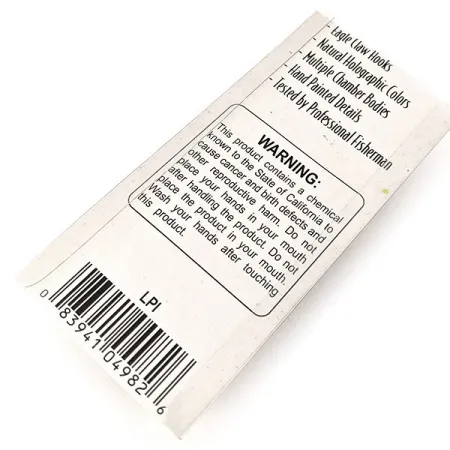 - Eagle Claw Hooks
- Natural Holographic Colors
- Multiple Chamber Bodies
- Hand Painted Details
- Tested by Professional Fisherman
WARNING:
This product contains a chemical
known to the State of California to
cause cancer and birth defects and
other reproductive harm. Do not
place your hands in your mouth
after handling the product. Do not
place the product in your mouth.
Wash your hands after touching
this product.
LPI
0 83941 04982 6